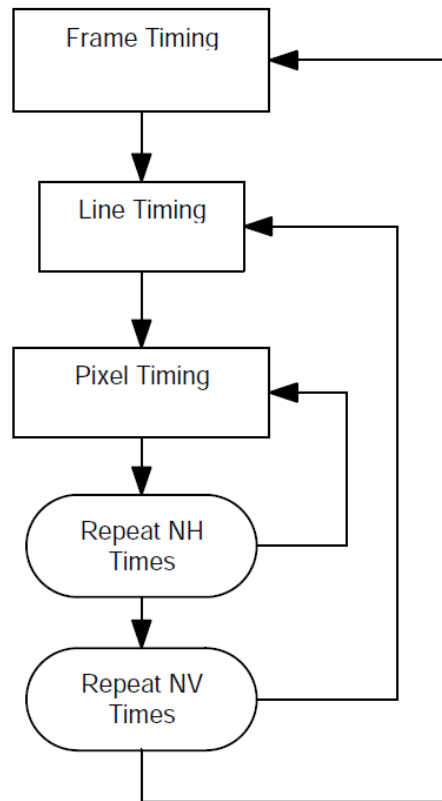 Frame Timing
Line Timing
Pixel Timing
Repeat NH
Times
Repeat NV
Times